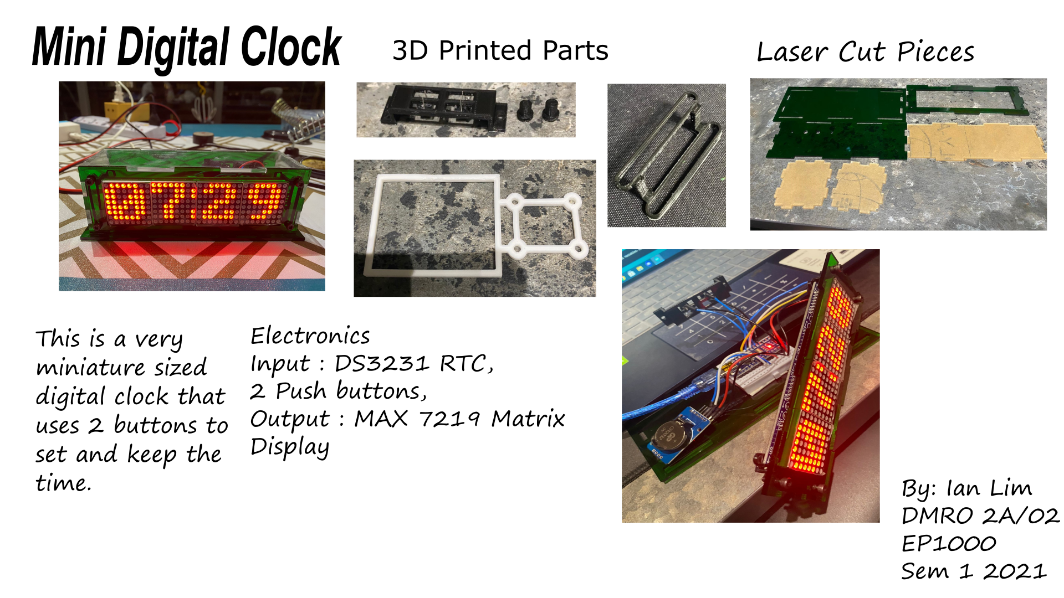 Mini Digital Clock
3D Printed Parts
Laser Cut Pieces
07:29
This is a very
miniature sized
digital clock that
uses 2 buttons to
set and keep the
time.
Electronics
Input : DS3231 RTC,
2 Push buttons,
Output : MAX 7219 Matrix
Display
By: Ian Lim
DMRO 2A/02
EP1000
Sem 1 2021